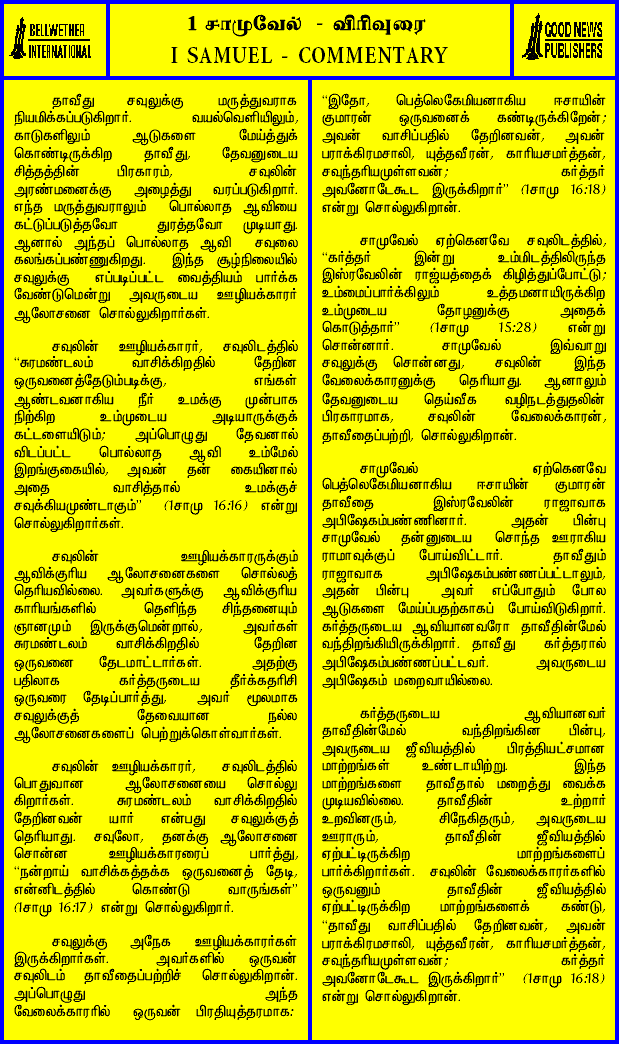 BELLWETHER
INTERNATIONAL
1 சாமுவேல் - விரிவுரை
I SAMUEL - COMMENTARY
GOOD NEWS
PUBLISHERS
தாவீது சவுலுக்கு மருத்துவராக
நியமிக்கப்படுகிறார். வயல்வெளியிலும்,
காடுகளிலும் ஆடுகளை மேய்த்துக்
கொண்டிருக்கிற தாவீது, தேவனுடைய
சித்தத்தின் பிரகாரம், சவுலின்
அரண்மனைக்கு அழைத்து வரப்படுகிறார்.
எந்த மருத்துவராலும் பொல்லாத ஆவியை
கட்டுப்படுத்தவோ துரத்தவோ முடியாது.
ஆனால் அந்தப் பொல்லாத ஆவி சவுலை
கலங்கப்பண்ணுகிறது. இந்த சூழ்நிலையில்
சவுலுக்கு எப்படிப்பட்ட வைத்தியம் பார்க்க
வேண்டுமென்று அவருடைய ஊழியக்காரர்
ஆலோசனை சொல்லுகிறார்கள்.
சவுலின் ஊழியக்காரர், சவுலிடத்தில்
“சுரமண்டலம் வாசிக்கிறதில் தேறின
ஒருவனைத்தேடும்படிக்கு, எங்கள்
ஆண்டவனாகிய நீர் உமக்கு முன்பாக
நிற்கிற உம்முடைய அடியாருக்குக்
கட்டளையிடும்; அப்பொழுது தேவனால்
விடப்பட்ட பொல்லாத ஆவி உம்மேல்
இறங்குகையில், அவன் தன் கையினால்
அதை வாசித்தால் உமக்குச்
சவுக்கியமுண்டாகும்” (1சாமு 16:16) என்று
சொல்லுகிறார்கள்.
சவுலின் ஊழியக்காரருக்கும்
ஆவிக்குரிய ஆலோசனைகளை சொல்லத்
தெரியவில்லை. அவர்களுக்கு ஆவிக்குரிய
காரியங்களில் தெளிந்த சிந்தனையும்
ஞானமும் இருக்குமென்றால், அவர்கள்
சுரமண்டலம் வாசிக்கிறதில் தேறின
ஒருவனை தேடமாட்டார்கள். அதற்கு
பதிலாக கர்த்தருடைய தீர்க்கதரிசி
ஒருவரை தேடிப்பார்த்து, அவர் மூலமாக
சவுலுக்குத் தேவையான நல்ல
ஆலோசனைகளைப் பெற்றுக்கொள்வார்கள்.
சவுலின் ஊழியக்காரர், சவுலிடத்தில்
பொதுவான ஆலோசனையை சொல்லு
கிறார்கள். சுரமண்டலம் வாசிக்கிறதில்
தேறினவன் யார் என்பது சவுலுக்குத்
தெரியாது. சவுலோ, தனக்கு ஆலோசனை
சொன்ன ஊழியக்காரரைப் பார்த்து,
“நன்றாய் வாசிக்கத்தக்க ஒருவனைத் தேடி,
என்னிடத்தில் கொண்டு வாருங்கள்”
(1சாமு 16:17) என்று சொல்லுகிறார்.
சவுலுக்கு அநேக ஊழியக்காரர்கள்
இருக்கிறார்கள். அவர்களில் ஒருவன்
சவுலிடம் தாவீதைப்பற்றிச் சொல்லுகிறான்.
அப்பொழுது அந்த
வேலைக்காரரில் ஒருவன் பிரதியுத்தரமாக:
“இதோ, பெத்லெகேமியனாகிய ஈசாயின்
குமாரன் ஒருவனைக் கண்டிருக்கிறேன்;
அவன் வாசிப்பதில் தேறினவன், அவன்
பராக்கிரமசாலி, யுத்தவீரன், காரியசமர்த்தன்,
சவுந்தரியமுள்ளவன்; கர்த்தர்
அவனோடேகூட இருக்கிறார்” (1சாமு 16:18)
என்று சொல்லுகிறான்.
சாமுவேல் ஏற்கெனவே சவுலிடத்தில்,
“கர்த்தர் இன்று உம்மிடத்திலிருந்த
இஸ்ரவேலின் ராஜ்யத்தைக் கிழித்துப்போட்டு;
உம்மைப்பார்க்கிலும் உத்தமனாயிருக்கிற
உம்முடைய தோழனுக்கு அதைக்
கொடுத்தார்” (1சாமு 15:28) என்று
சொன்னார். சாமுவேல் இவ்வாறு
சவுலுக்கு சொன்னது, சவுலின் இந்த
வேலைக்காரனுக்கு தெரியாது. ஆனாலும்
தேவனுடைய தெய்வீக வழிநடத்துதலின்
பிரகாரமாக, சவுலின் வேலைக்காரன்,
தாவீதைப்பற்றி, சொல்லுகிறான்.
சாமுவேல் ஏற்கெனவே
பெத்லெகேமியனாகிய ஈசாயின் குமாரன்
தாவீதை இஸ்ரவேலின் ராஜாவாக
அபிஷேகம்பண்ணினார். அதன் பின்பு
சாமுவேல் தன்னுடைய சொந்த ஊராகிய
ராமாவுக்குப் போய்விட்டார். தாவீதும்
ராஜாவாக அபிஷேகம்பண்ணப்பட்டாலும்,
அதன் பின்பு அவர் எப்போதும் போல
ஆடுகளை மேய்ப்பதற்காகப் போய்விடுகிறார்.
கர்த்தருடைய ஆவியானவரோ தாவீதின்மேல்
வந்திறங்கியிருக்கிறார். தாவீது கர்த்தரால்
அபிஷேகம்பண்ணப்பட்டவர். அவருடைய
அபிஷேகம் மறைவாயில்லை.
கர்த்தருடைய ஆவியானவர்
தாவீதின்மேல் வந்திறங்கின பின்பு,
அவருடைய ஜீவியத்தில் பிரத்தியட்சமான
மாற்றங்கள் உண்டாயிற்று. இந்த
மாற்றங்களை தாவீதால் மறைத்து வைக்க
முடியவில்லை. தாவீதின் உற்றார்
உறவினரும், சிநேகிதரும், அவருடைய
ஊராரும், தாவீதின் ஜீவியத்தில்
ஏற்பட்டிருக்கிற மாற்றங்களைப்
பார்க்கிறார்கள். சவுலின் வேலைக்காரர்களில்
ஒருவனும் தாவீதின் ஜீவியத்தில்
ஏற்பட்டிருக்கிற மாற்றங்களைக் கண்டு,
“தாவீது வாசிப்பதில் தேறினவன், அவன்
பராக்கிரமசாலி, யுத்தவீரன், காரியசமர்த்தன்,
சவுந்தரியமுள்ளவன்; கர்த்தர்
அவனோடேகூட இருக்கிறார்” (1சாமு 16:18)
என்று சொல்லுகிறான்.